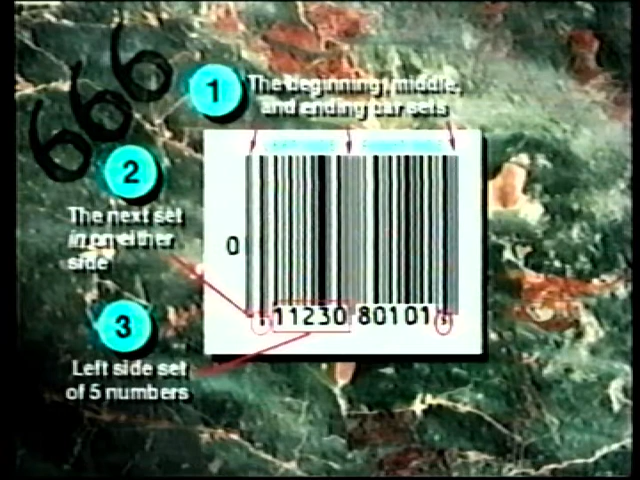 666
1
The beginning, middle,
and ending bar sets
2
The next set
in on either
side
0
11230 80101
3
Left side set
of 5 numbers